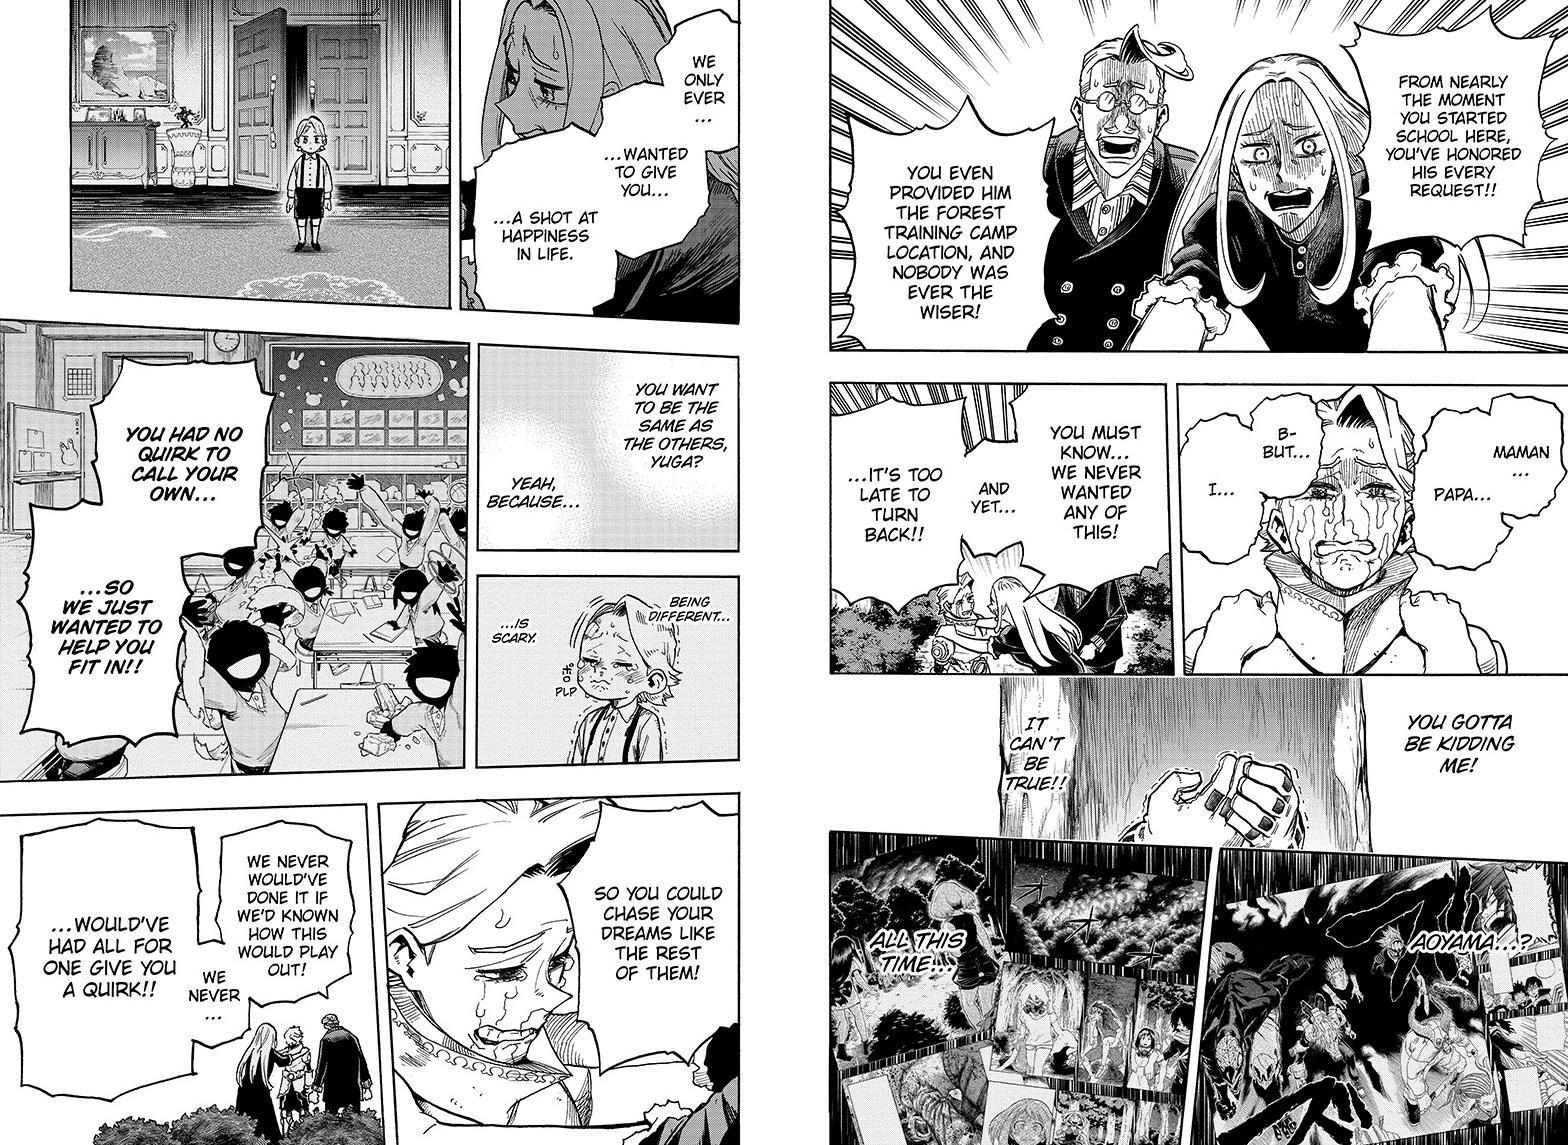 FROM NEARLY
THE MOMENT
YOU STARTED
SCHOOL HERE,
YOU'VE HONORED
HIS EVERY
REQUEST!!
YOU EVEN
PROVIDED HIM
THE FOREST
TRAINING CAMP
LOCATION, AND
NOBODY WAS
EVER THE
WISER!
MAMAN
...
PAPA...
B-
BUT...
I...
YOU MUST
KNOW...
WE NEVER
WANTED
ANY OF
THIS!
AND
YET...
...IT'S TOO
LATE TO
TURN
BACK!!
YOU GOTTA
BE KIDDING
ME!
IT
CAN'T
BE
TRUE!!
AOYAMA...?
ALL THIS
TIME...
WE
ONLY
EVER
...
...WANTED
TO GIVE
YOU...
...A SHOT AT
HAPPINESS
IN LIFE.
YOU WANT
TO BE THE
SAME AS
THE OTHERS,
YUGA?
YEAH,
BECAUSE...
BEING
DIFFERENT...
...IS
SCARY.
PLP
YOU HAD NO
QUIRK TO
CALL YOUR
OWN...
...SO
WE JUST
WANTED TO
HELP YOU
FIT IN!!
SO YOU COULD
CHASE YOUR
DREAMS LIKE
THE REST
OF THEM!
WE NEVER
WOULD'VE
DONE IT IF
WE'D KNOWN
HOW THIS
WOULD PLAY
OUT!
WE
NEVER
...
...WOULD'VE
HAD ALL FOR
ONE GIVE YOU
A QUIRK!!